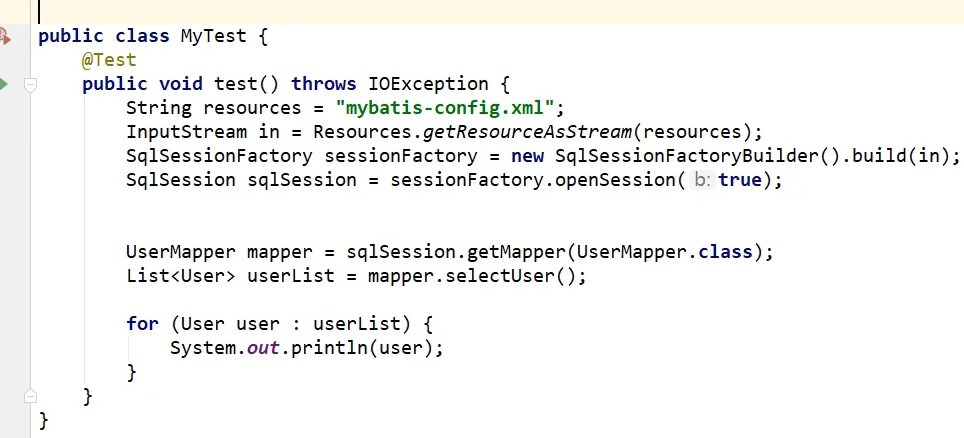 public class MyTest {
    @Test
    public void test() throws IOException {
        String resources = "mybatis-config.xml";
        InputStream in = Resources.getResourceAsStream(resources);
        SqlSessionFactory sessionFactory = new SqlSessionFactoryBuilder().build(in);
        SqlSession sqlSession = sessionFactory.openSession( b: true);
        UserMapper mapper = sqlSession.getMapper(UserMapper.class);
        List<User> userList = mapper.selectUser();
        for (User user : userList) {
            System.out.println(user);
        }
    }
}